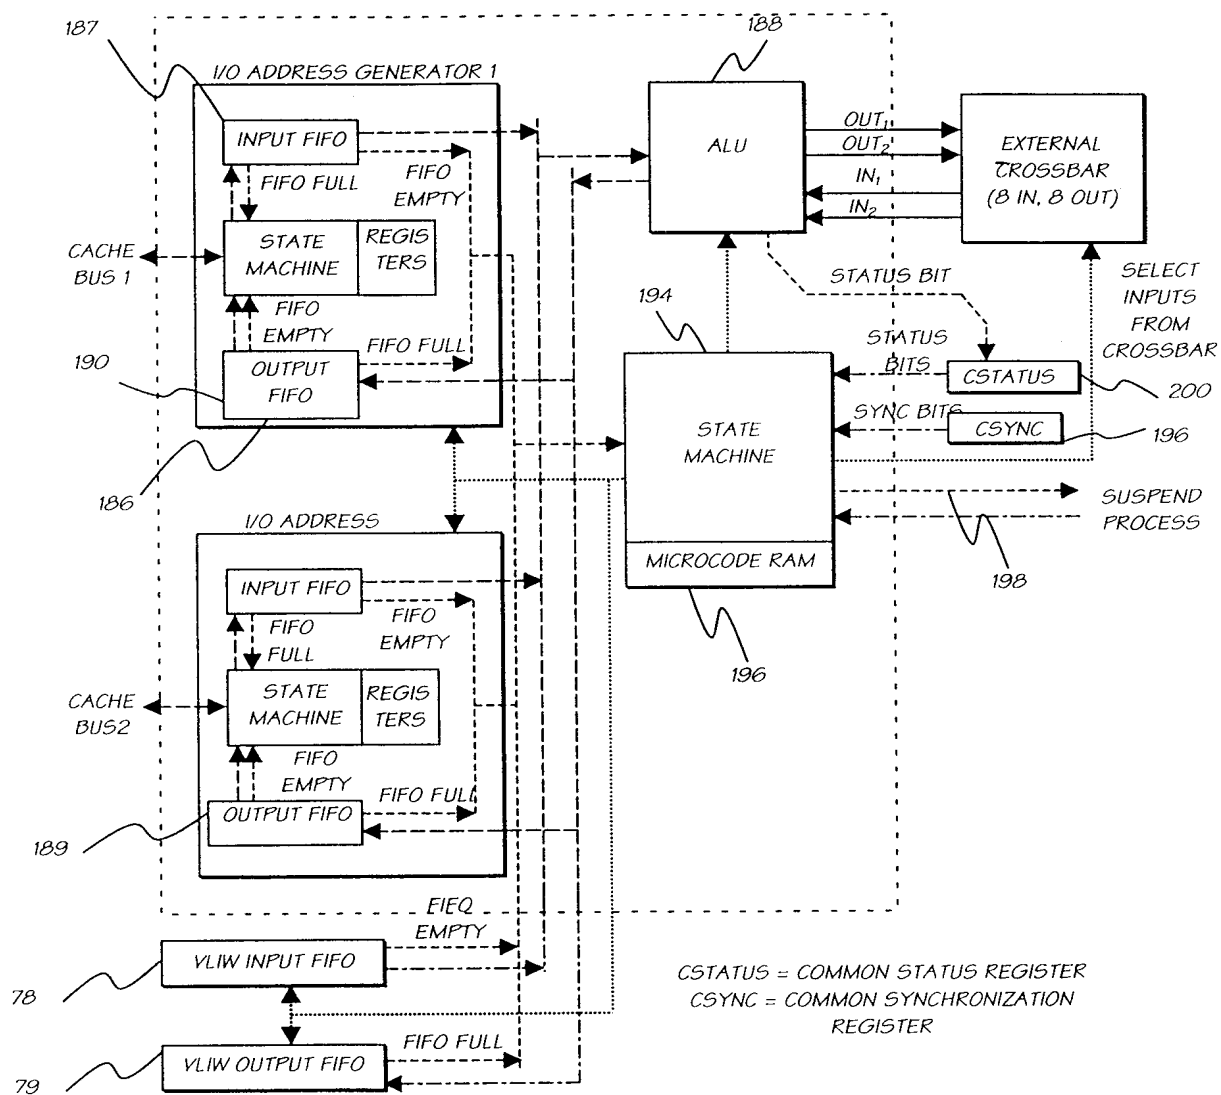 187
188
I/O ADDRESS GENERATOR 1
INPUT FIFO
FIFO FULL
FIFO
EMPTY
STATE
MACHINE
REGIS
TERS
CACHE
BUS 1
FIFO
EMPTY
FIFO FULL
OUTPUT
FIFO
190
186
ALU
OUT1
OUT2
IN1
IN2
EXTERNAL
CROSSBAR
(8 IN, 8 OUT)
STATUS BIT
SELECT
INPUTS
FROM
CROSSBAR
194
STATUS
BITS
CSTATUS
200
SYNC BITS
CSYNC
196
STATE
MACHINE
SUSPEND
PROCESS
198
MICROCODE RAM
196
I/O ADDRESS
INPUT FIFO
FIFO
FULL
FIFO
EMPTY
STATE
MACHINE
REGIS
TERS
CACHE
BUS2
FIFO
EMPTY
FIFO FULL
OUTPUT FIFO
189
FIFO
EMPTY
VLIW INPUT FIFO
78
FIFO FULL
VLIW OUTPUT FIFO
79
CSTATUS = COMMON STATUS REGISTER
CSYNC = COMMON SYNCHRONIZATION
REGISTER